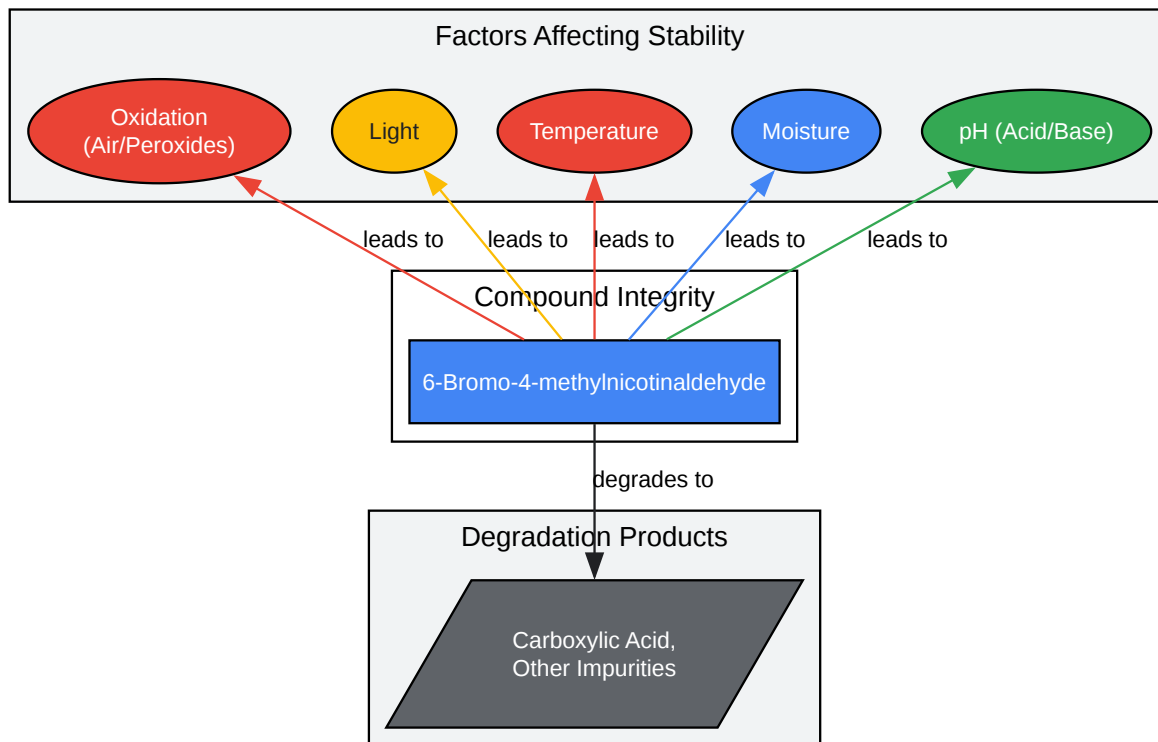 Factors Affecting Stability
Oxidation
(Air/Peroxides)
Light
Temperature
Moisture
pH (Acid/Base)
leads to
leads to
leads to
leads to
leads to
Compound Integrity
6-Bromo-4-methylnicotinaldehyde
degrades to
Degradation Products
Carboxylic Acid,
Other Impurities